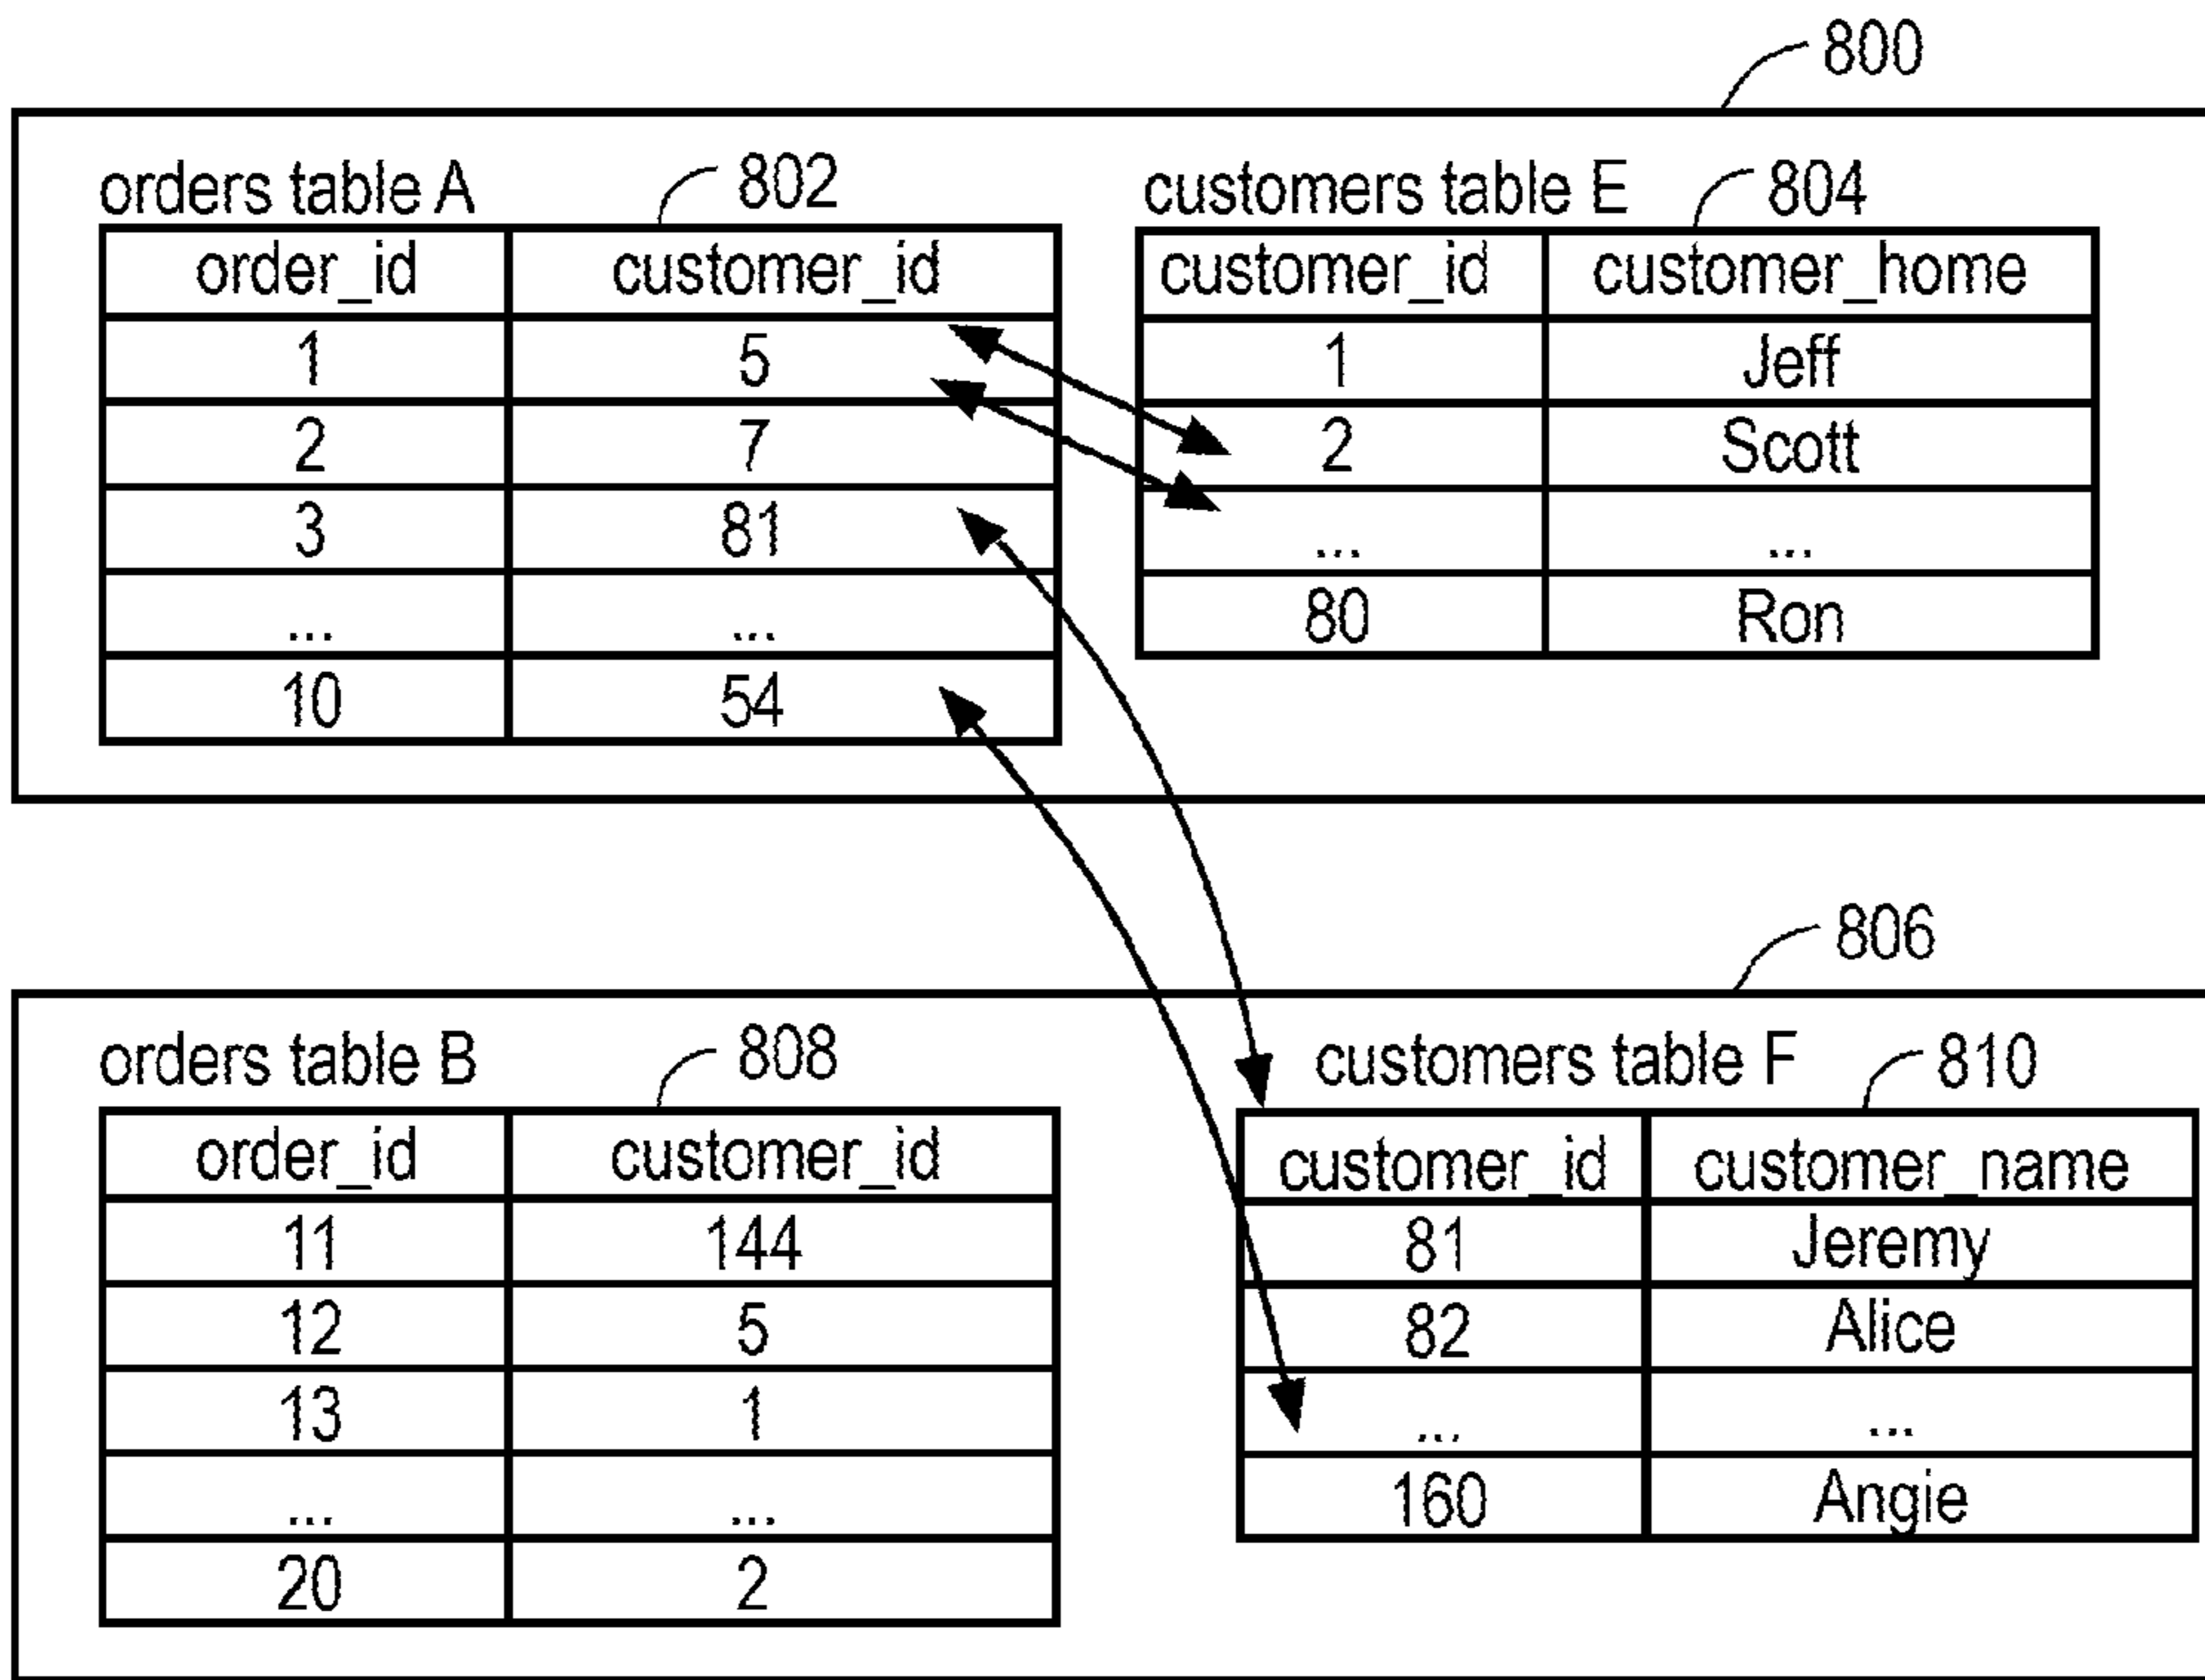 800
orders table A 802 customers table E 804
order_id customer_id customer_id customer_home
1 5 1 Jeff
2 7 2 Scott
3 81 ... ...
... ... 80 Ron
10 54
806
orders table B 808 customers table F 810
order_id customer_id customer_id customer_name
11 144 81 Jeremy
12 5 82 Alice
13 1 ... ...
... ... 160 Angie
20 2